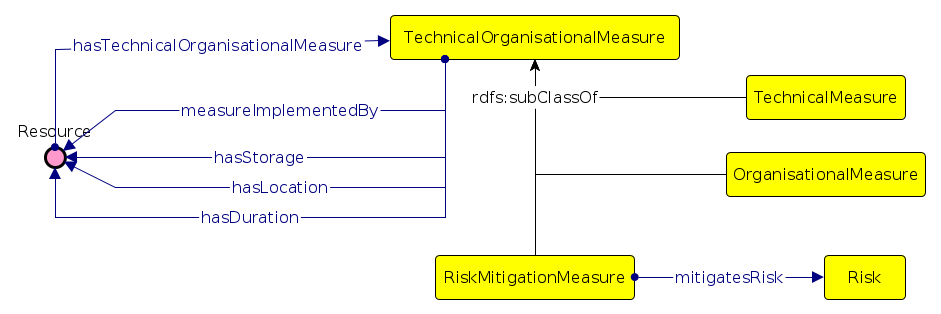 TechnicalOrganisationalMeasure
hasTechnicalOrganisationalMeasure
rdfs:subClassOf
TechnicalMeasure
measureImplementedBy
Resource
hasStorage
OrganisationalMeasure
hasLocation
hasDuration
RiskMitigationMeasure
mitigatesRisk
Risk